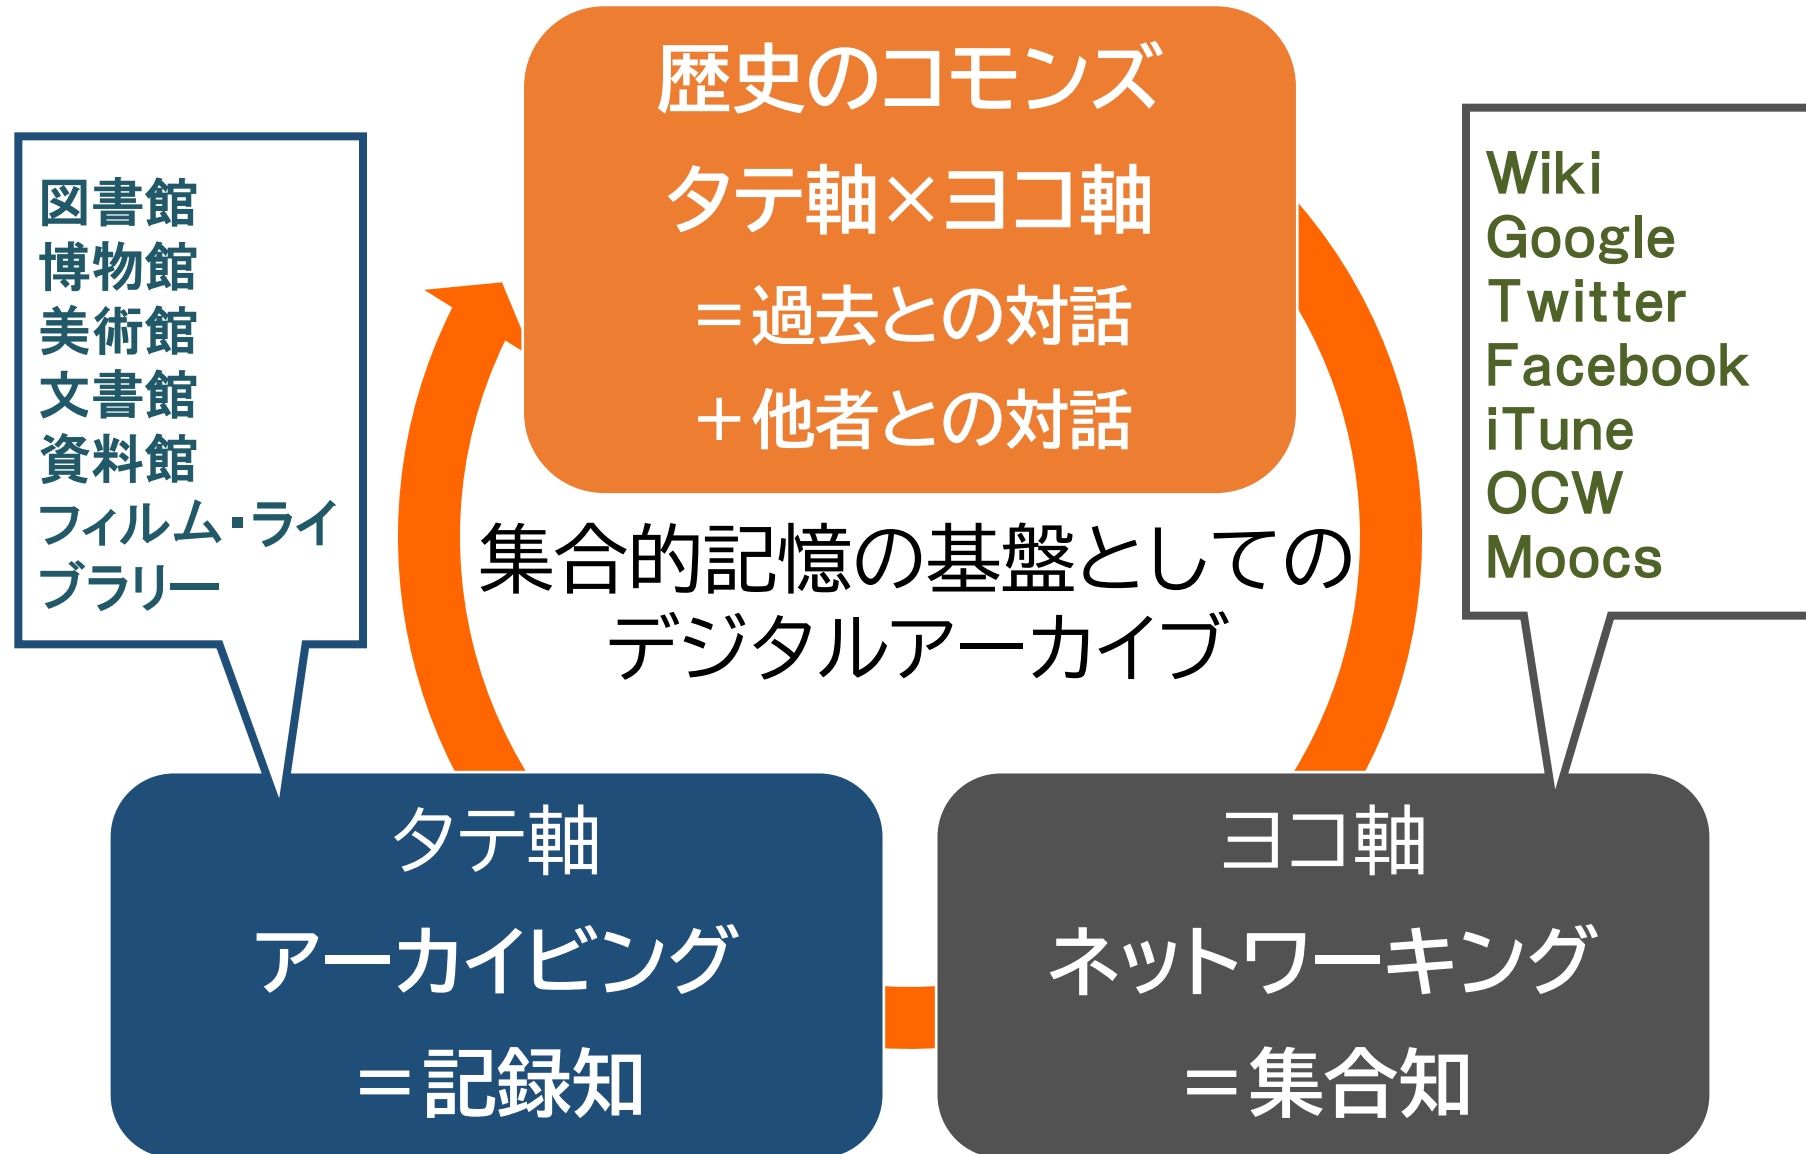 歴史のコモンズ
タテ軸×ヨコ軸
＝過去との対話
＋他者との対話
図書館
博物館
美術館
文書館
資料館
フィルム・ライ
ブラリー
Wiki
Google
Twitter
Facebook
iTune
OCW
Moocs
集合的記憶の基盤としての
デジタルアーカイブ
タテ軸
アーカイビング
＝記録知
ヨコ軸
ネットワーキング
＝集合知